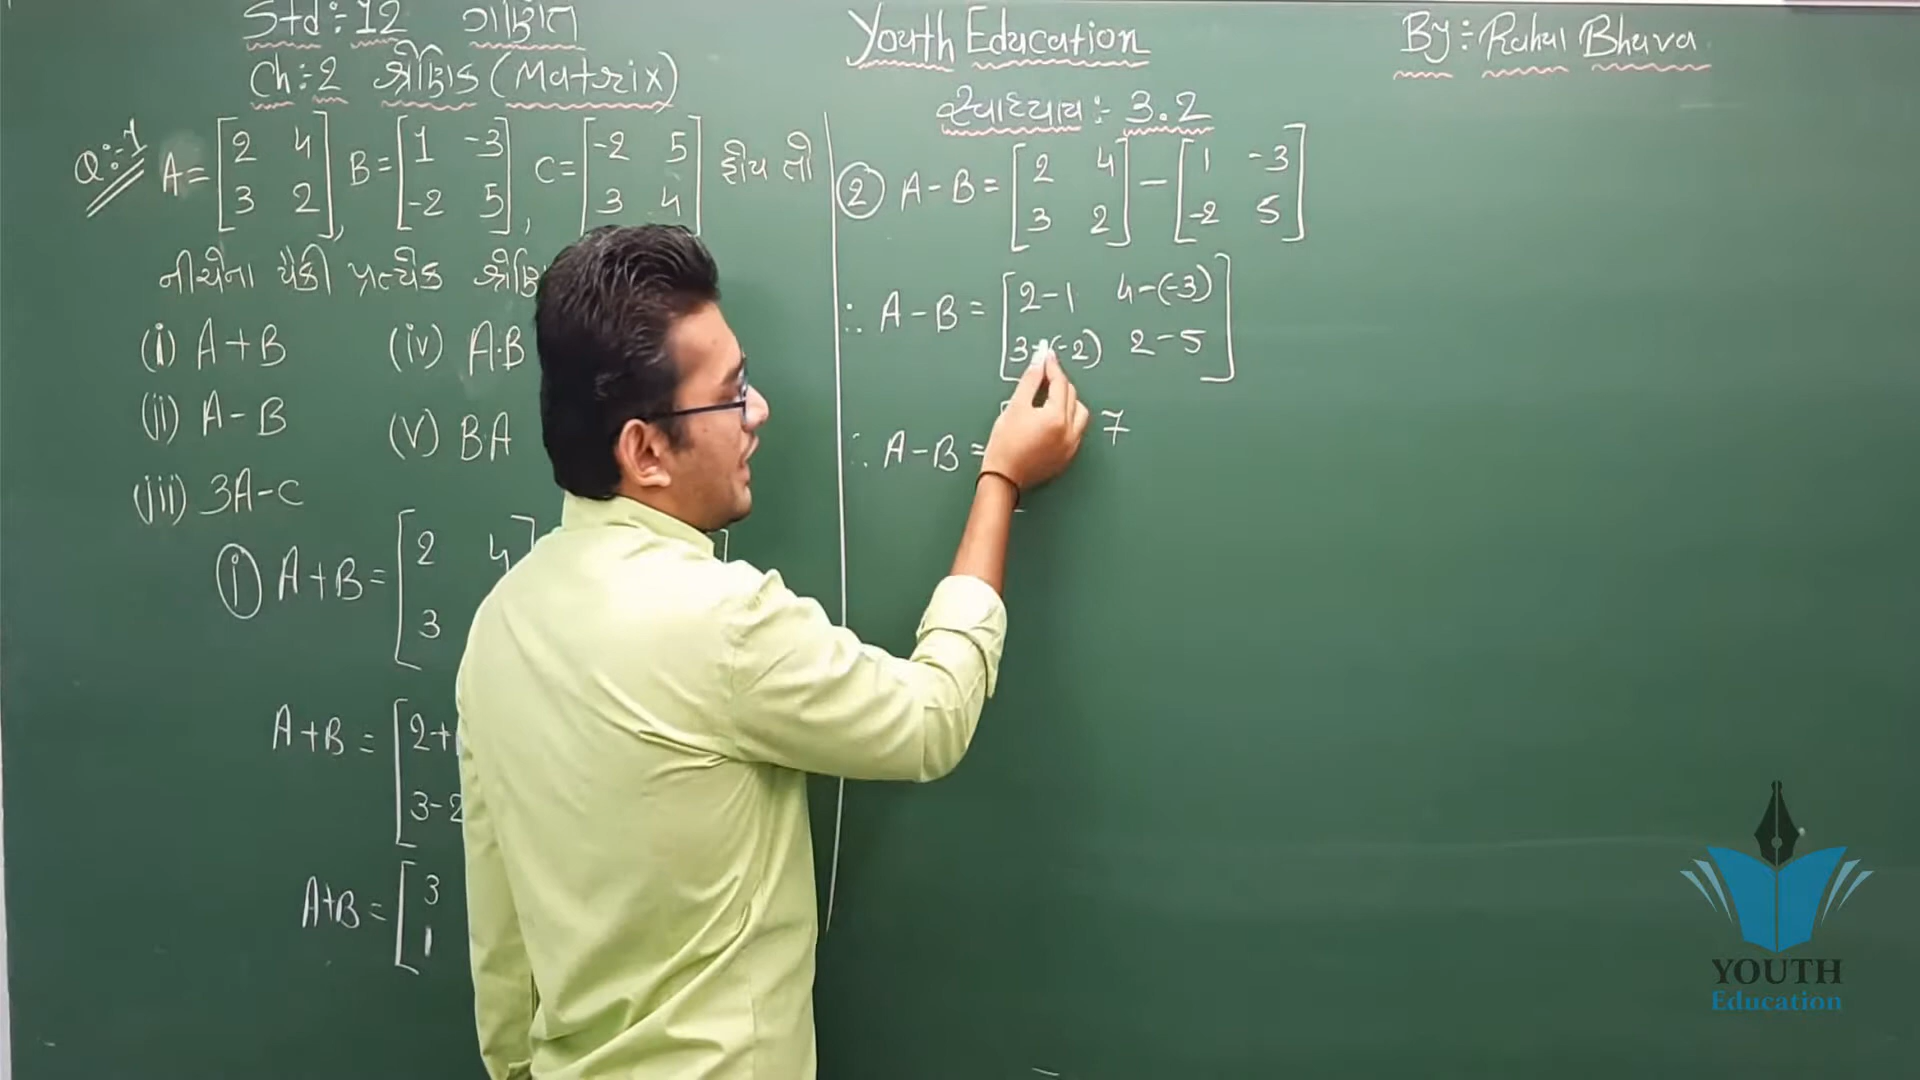 Std:- 12 ગણિત
Ch:-2 શ્રેણિક (Matrix)
Youth Education
By:- Rahul Bhuva
સ્વાધ્યાય :- 3.2
Q:-1 A = [2 4 3 2], B = [1 -3 -2 5], C = [-2 5 3 4] હોય તો
નીચેના પૈકી પ્રત્યેક
(i) A+B (iv) A·B
(ii) A-B (v) B·A
(iii) 3A-C
(i) A+B = [2 4
3
A+B = [2+
3-2
A+B = [3
1
(2) A-B = [2 4 3 2] - [1 -3 -2 5]
∴ A-B = [2-1 4-(-3)
3-(-2) 2-5]
∴ A-B = 7
YOUTH
Education